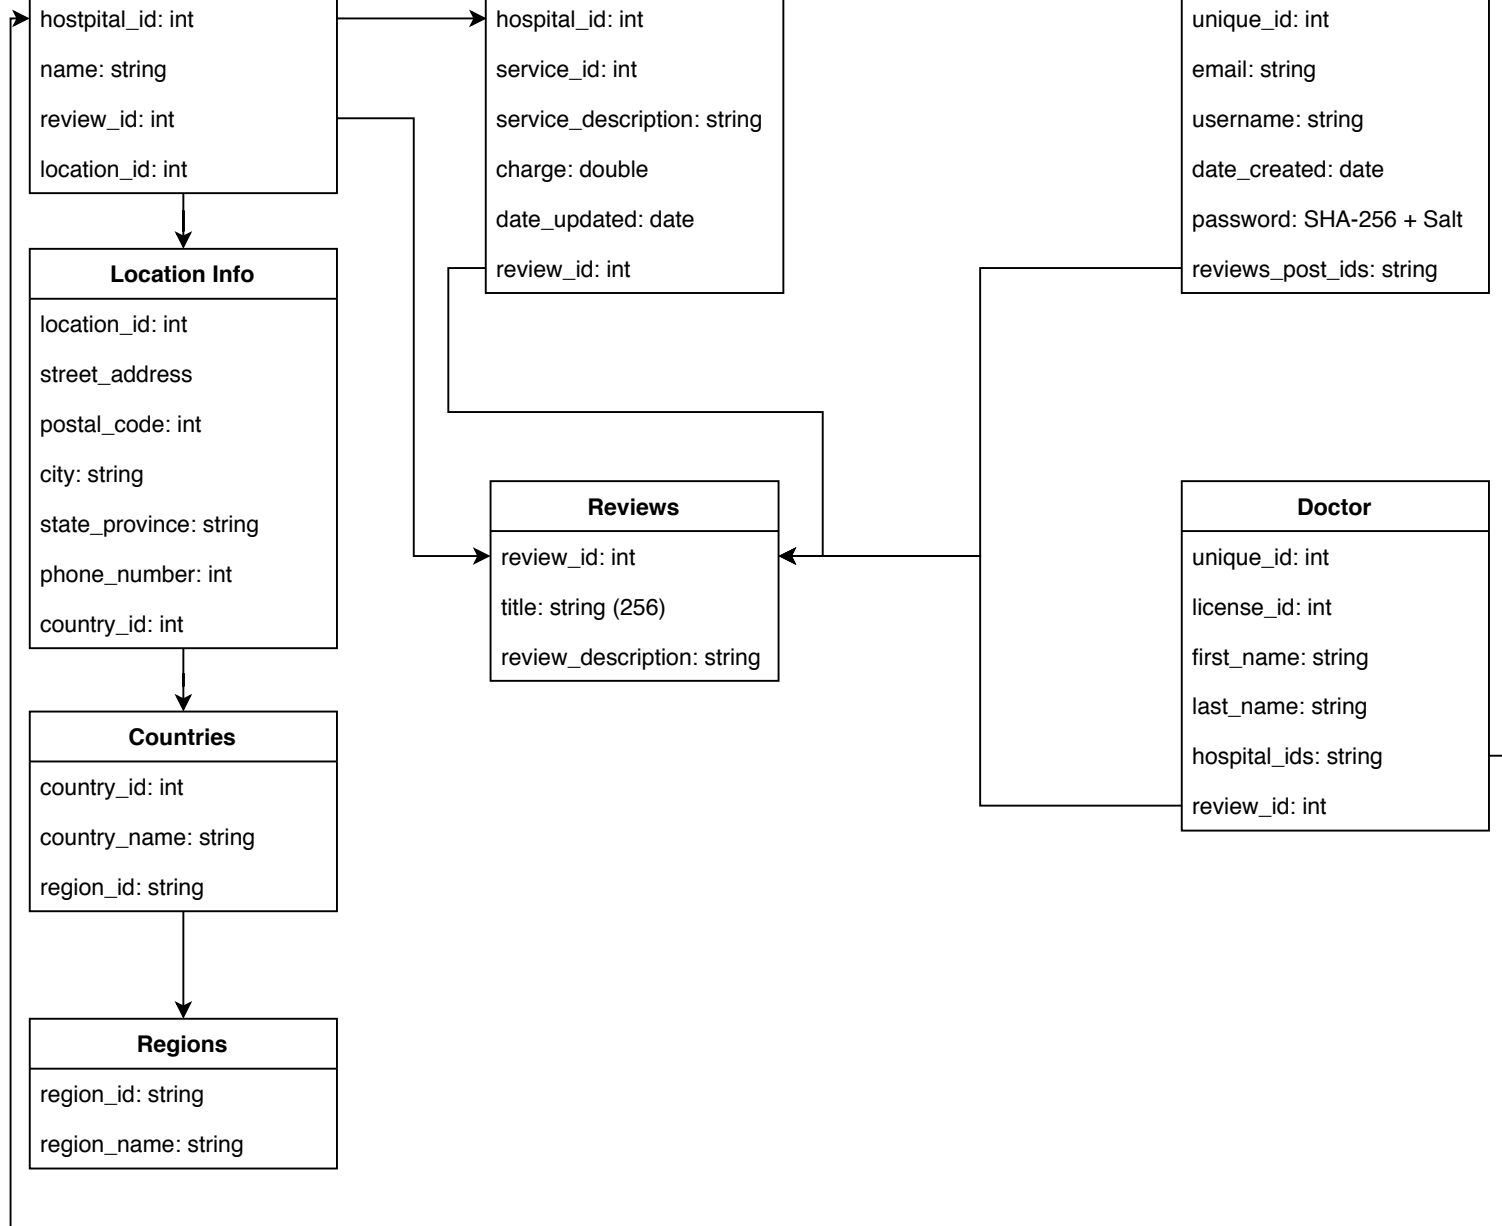 hostpital_id: int
name: string
review_id: int
location_id: int
hospital_id: int
service_id: int
service_description: string
charge: double
date_updated: date
review_id: int
unique_id: int
email: string
username: string
date_created: date
password: SHA-256 + Salt
reviews_post_ids: string
Location Info
location_id: int
street_address
postal_code: int
city: string
state_province: string
phone_number: int
country_id: int
Reviews
review_id: int
title: string (256)
review_description: string
Doctor
unique_id: int
license_id: int
first_name: string
last_name: string
hospital_ids: string
review_id: int
Countries
country_id: int
country_name: string
region_id: string
Regions
region_id: string
region_name: string